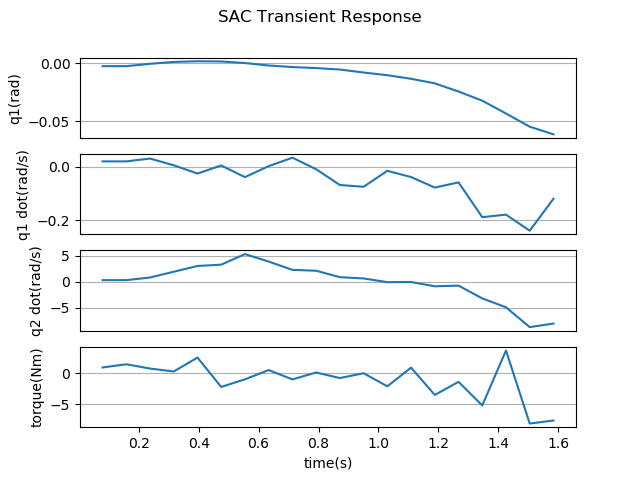 SAC Transient Response
q1(rad)
0.00
−0.05
q1 dot(rad/s)
0.0
−0.2
q2 dot(rad/s)
5
0
−5
torque(Nm)
0
−5
0.2 0.4 0.6 0.8 1.0 1.2 1.4 1.6
time(s)